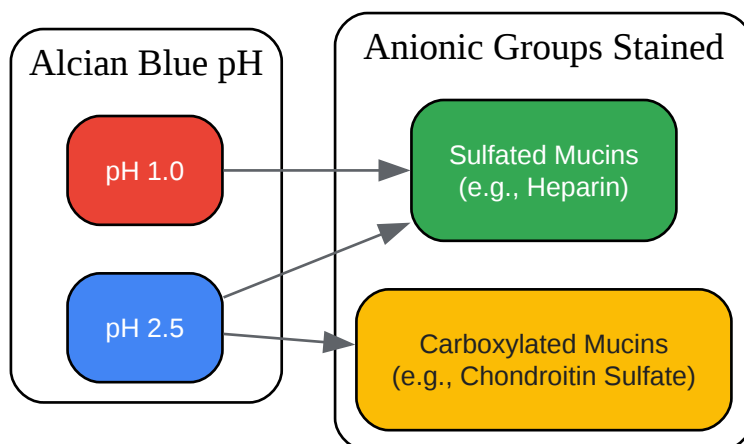 Alcian Blue pH
pH 1.0
pH 2.5
Anionic Groups Stained
Sulfated Mucins
(e.g., Heparin)
Carboxylated Mucins
(e.g., Chondroitin Sulfate)